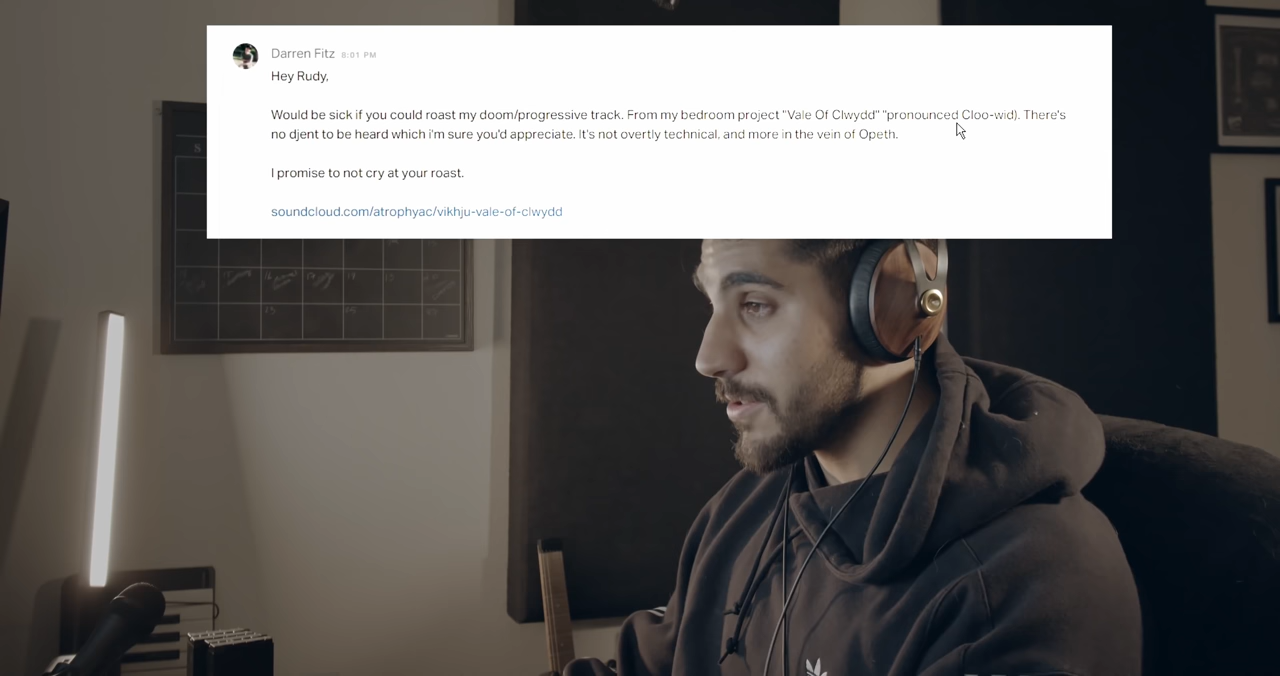 Darren Fitz 8:01 PM
Hey Rudy,
Would be sick if you could roast my doom/progressive track. From my bedroom project "Vale Of Clwydd" "pronounced Cloo-wid). There's
no djent to be heard which i'm sure you'd appreciate. It's not overtly technical, and more in the vein of Opeth.
I promise to not cry at your roast.
soundcloud.com/atrophyac/vikhju-vale-of-clwydd